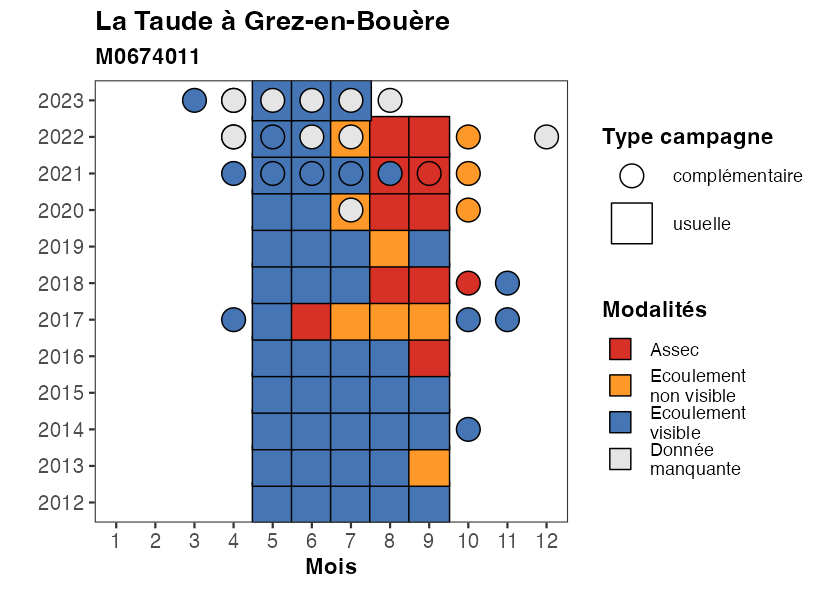 La Taude à Grez-en-Bouère
M0674011
2023
2022
2021
2020
2019
2018
2017
2016
2015
2014
2013
2012
1 2 3 4 5 6 7 8 9 10 11 12
Mois
Type campagne
complémentaire
usuelle
Modalités
Assec
Ecoulement
non visible
Ecoulement
visible
Donnée
manquante